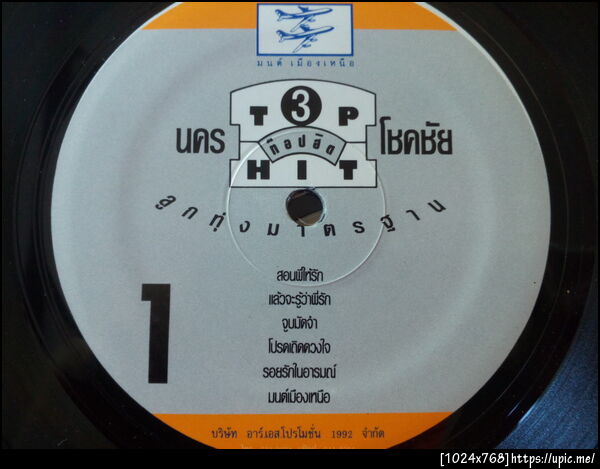 มนต์ เมืองเหนือ
3
TOP
นคร ท็อปฮิต โชคชัย
HIT
ลูกทุ่งมาตรฐาน
1
สอนพี่ให้รัก
แล้วจะรู้ว่าพี่รัก
จูบมัดจำ
โปรดเถิดดวงใจ
รอยรักในอารมณ์
มนต์เมืองเหนือ
บริษัท อาร์เอสโปรโมชั่น 1992 จำกัด
[1024x768]https://upic.me/